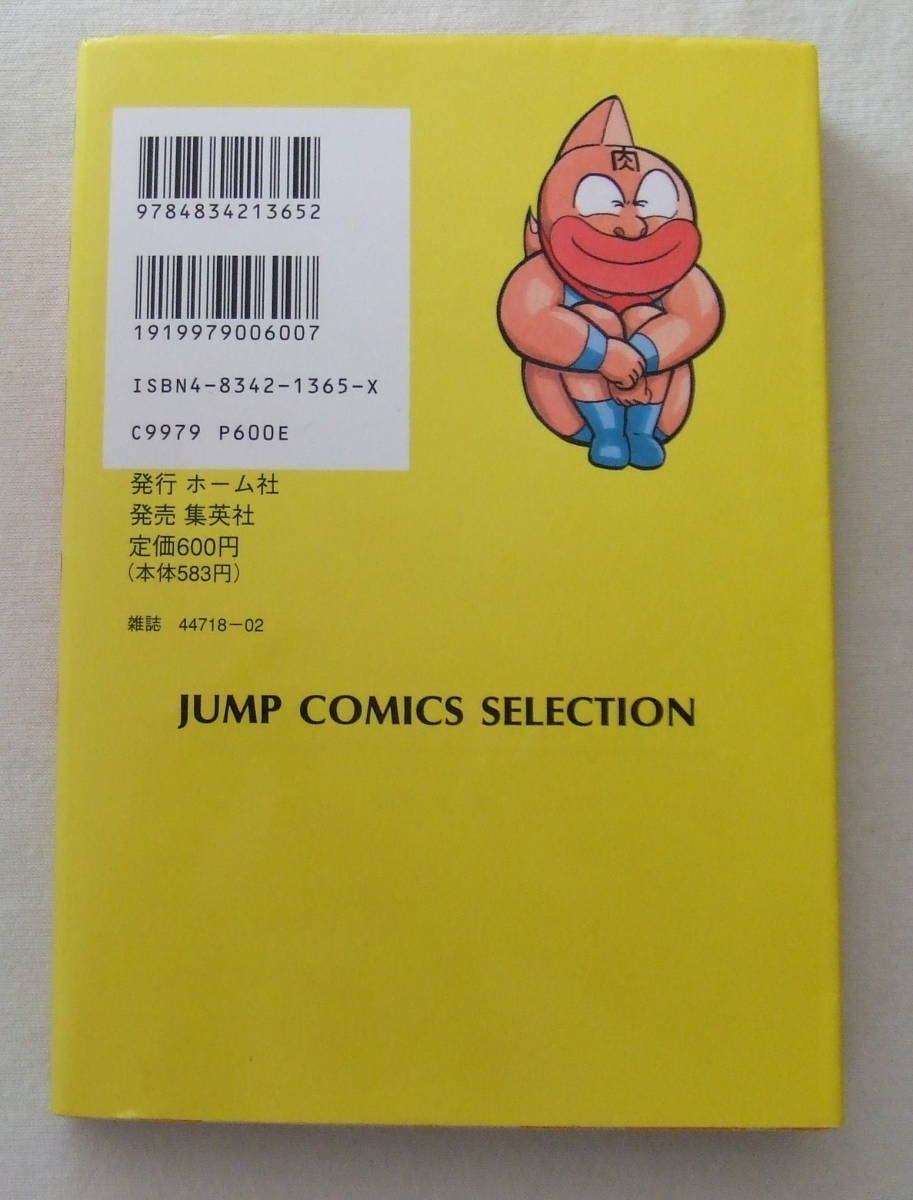 肉
9784834213652
1919979006007
ISBN4-8342-1365-X
C9979 P600E
発行 ホーム社
発売 集英社
定価600円
(本体583円)
雑誌 44718-02
JUMP COMICS SELECTION